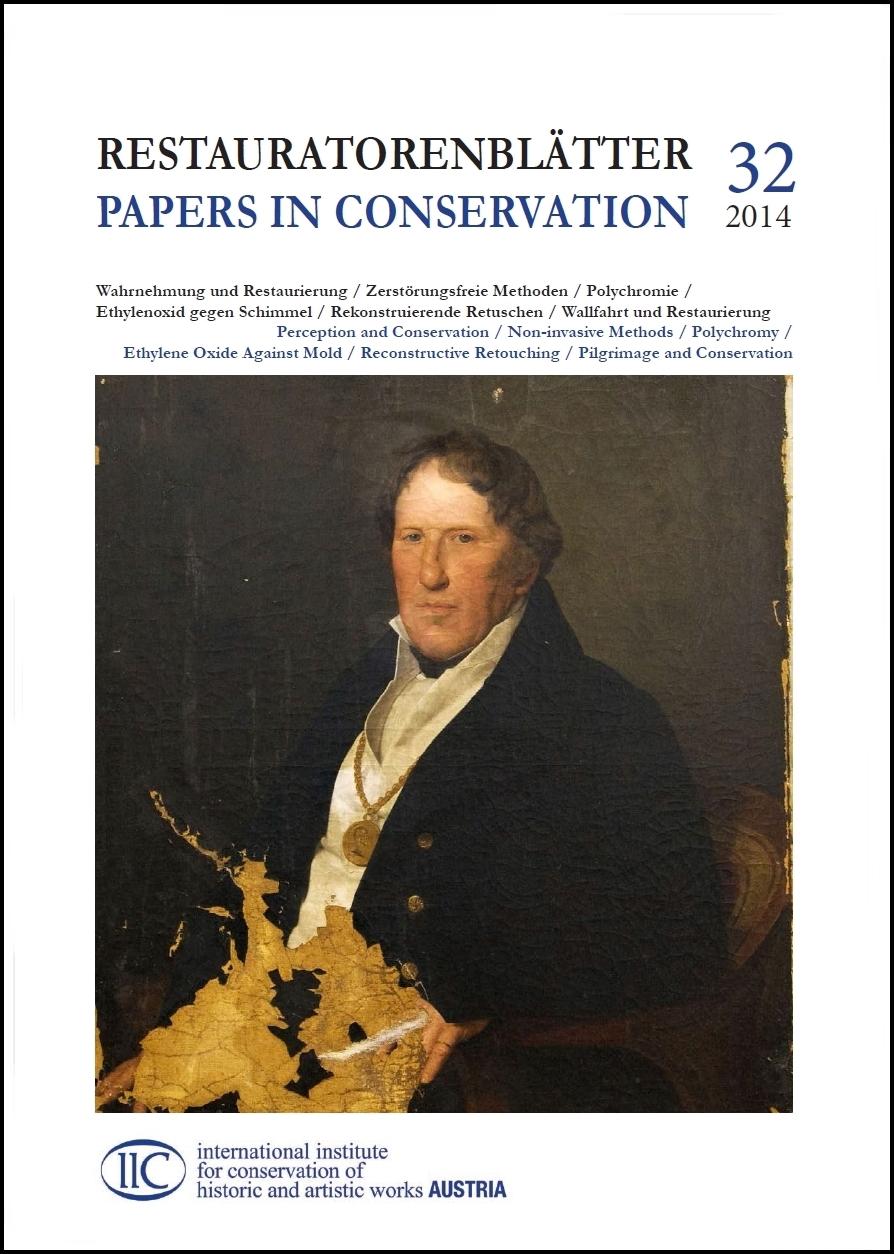 RESTAURATORENBLÄTTER 32
PAPERS IN CONSERVATION 2014
Wahrnehmung und Restaurierung / Zerstörungsfreie Methoden / Polychromie /
Ethylenoxid gegen Schimmel / Rekonstruierende Retuschen / Wallfahrt und Restaurierung
Perception and Conservation / Non-invasive Methods / Polychromy /
Ethylene Oxide Against Mold / Reconstructive Retouching / Pilgrimage and Conservation
IIC
international institute
for conservation of
historic and artistic works AUSTRIA